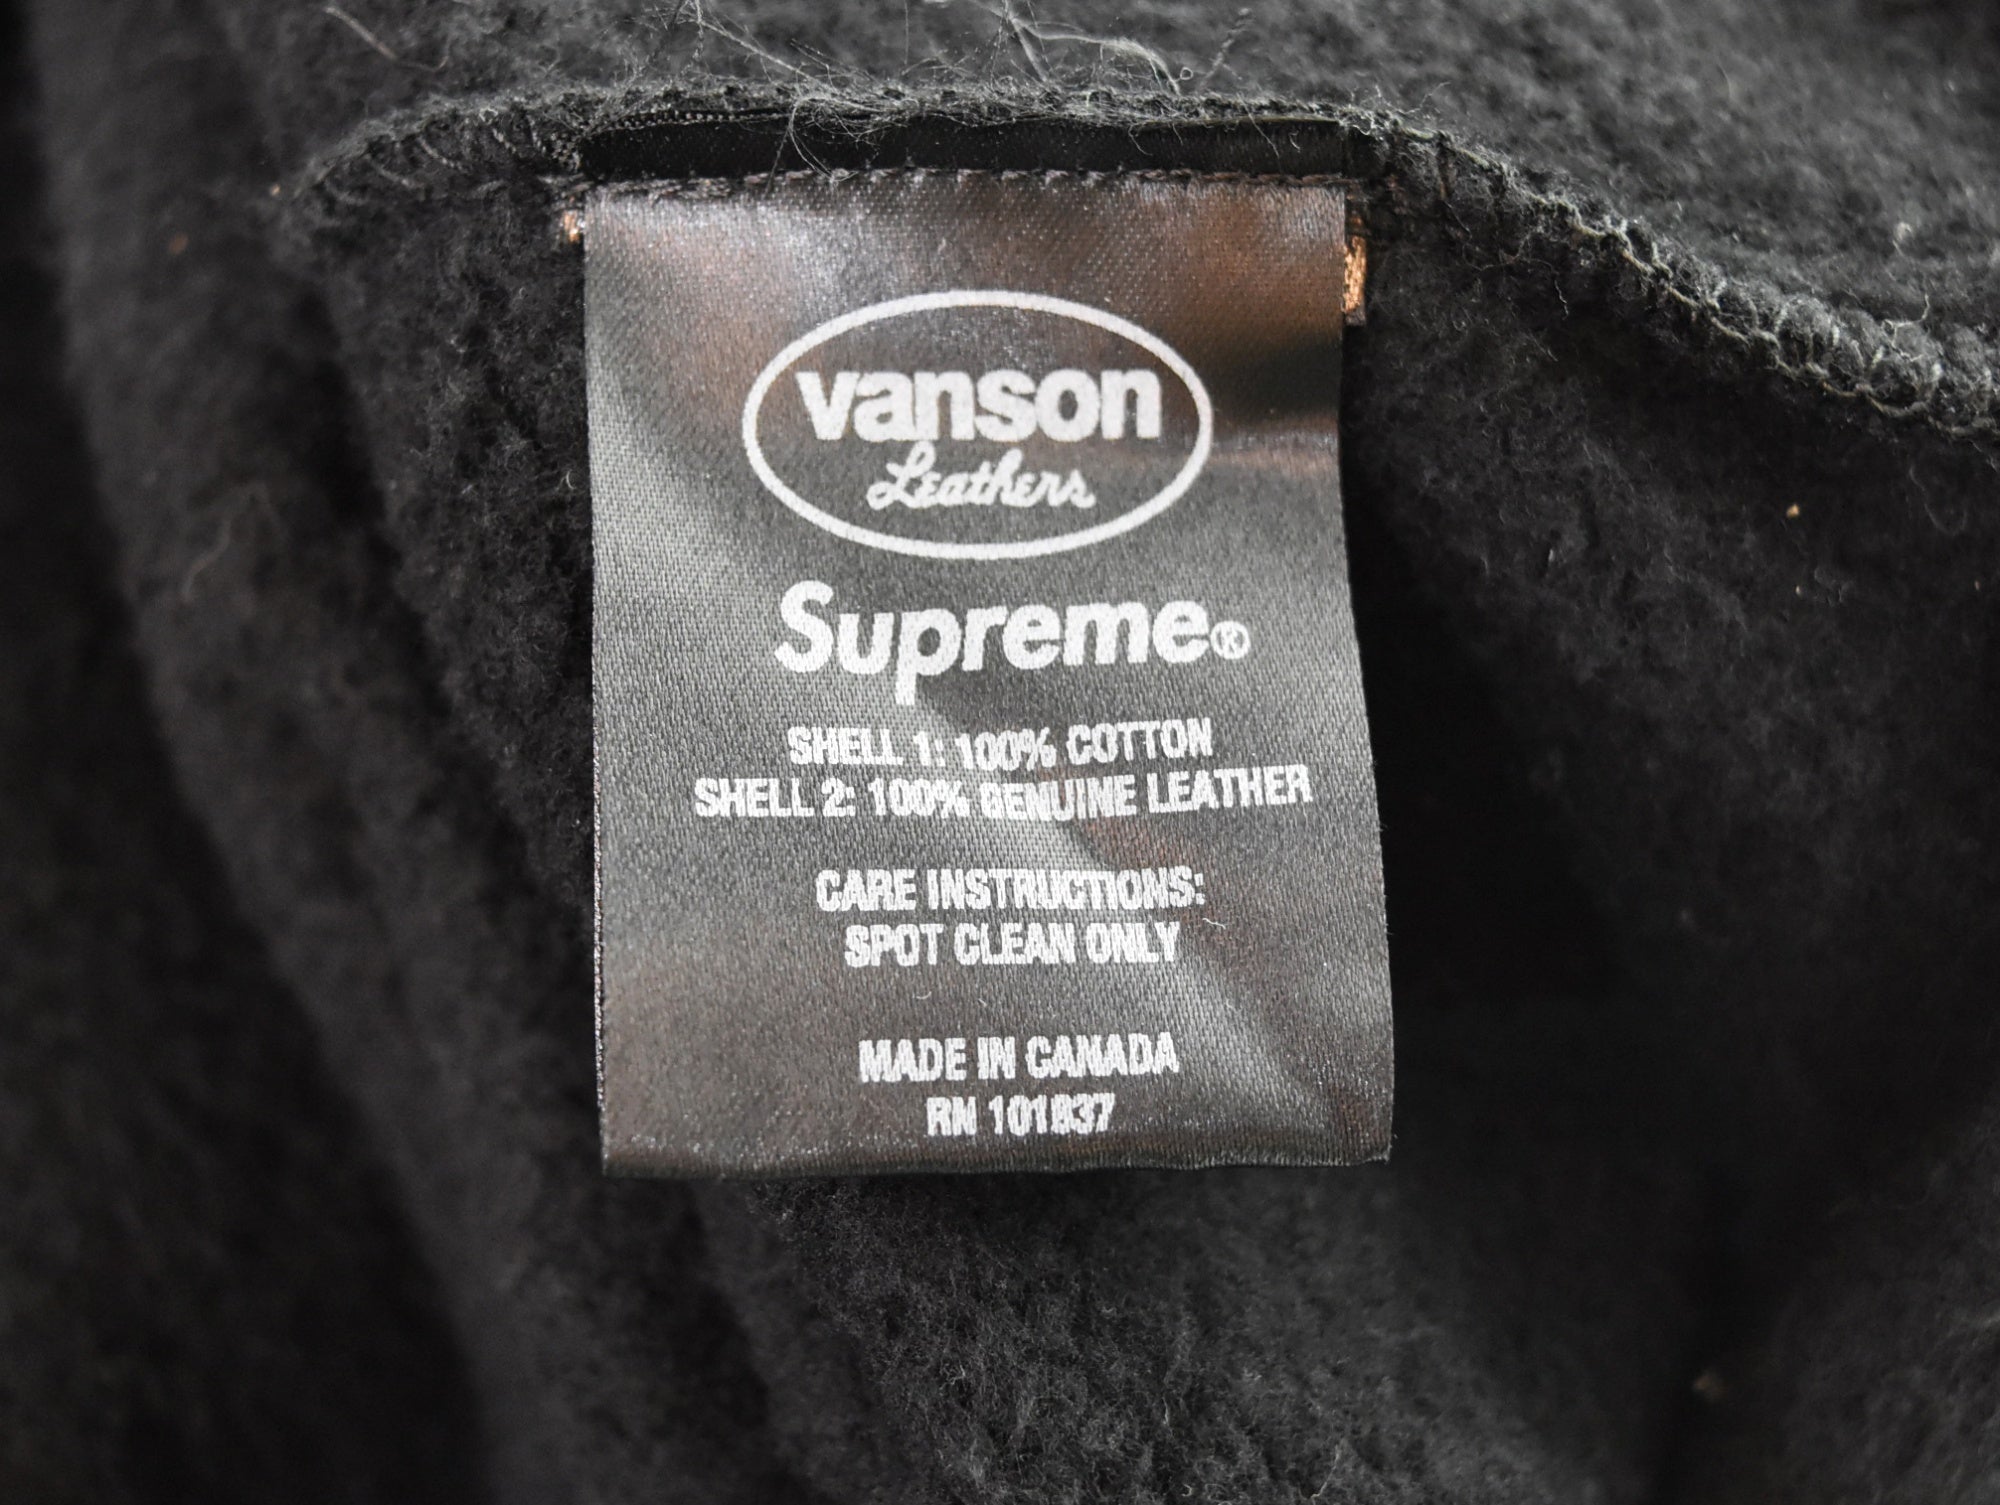 vanson
Leathers
Supreme®
SHELL 1: 100% COTTON
SHELL 2: 100% GENUINE LEATHER
CARE INSTRUCTIONS:
SPOT CLEAN ONLY
MADE IN CANADA
RN 101837